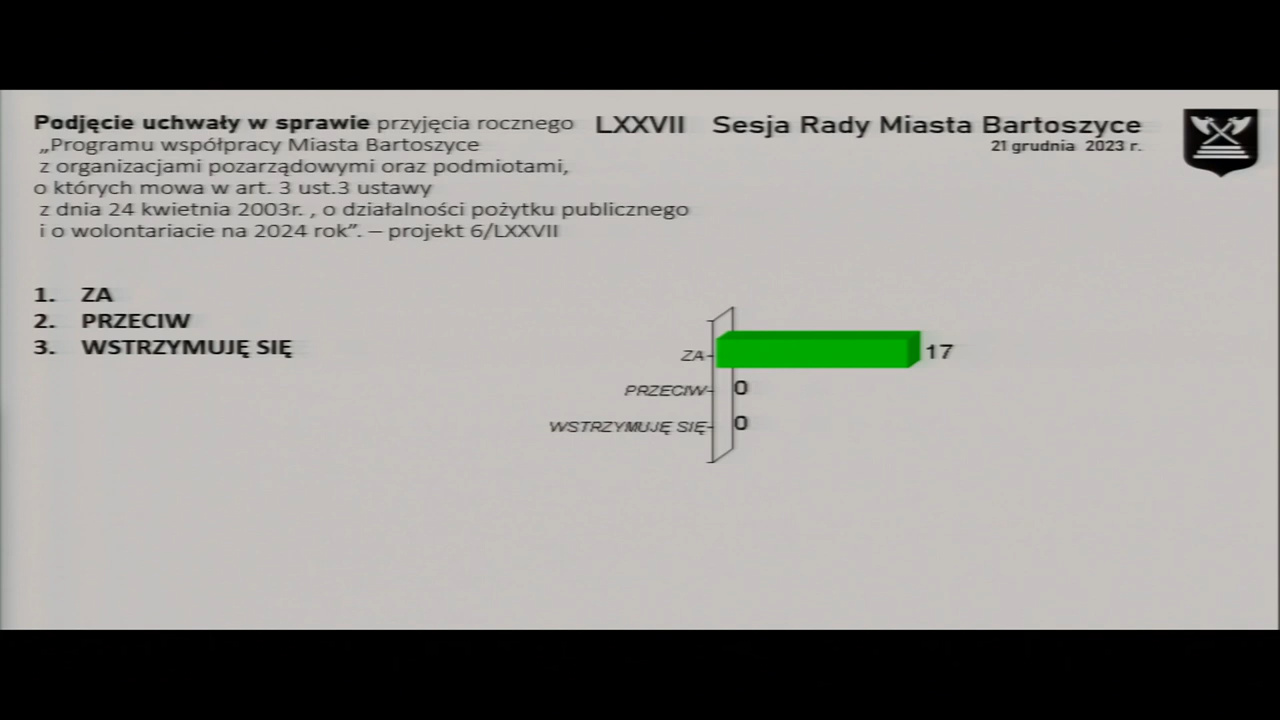 Podjęcie uchwały w sprawie przyjęcia rocznego
„Programu współpracy Miasta Bartoszyce
z organizacjami pozarządowymi oraz podmiotami,
o których mowa w art. 3 ust.3 ustawy
z dnia 24 kwietnia 2003r. , o działalności pożytku publicznego
i o wolontariacie na 2024 rok”. – projekt 6/LXXVII
LXXVII Sesja Rady Miasta Bartoszyce
21 grudnia 2023 r.
1. ZA
2. PRZECIW
3. WSTRZYMUJĘ SIĘ
ZA 17
PRZECIW 0
WSTRZYMUJĘ SIĘ 0